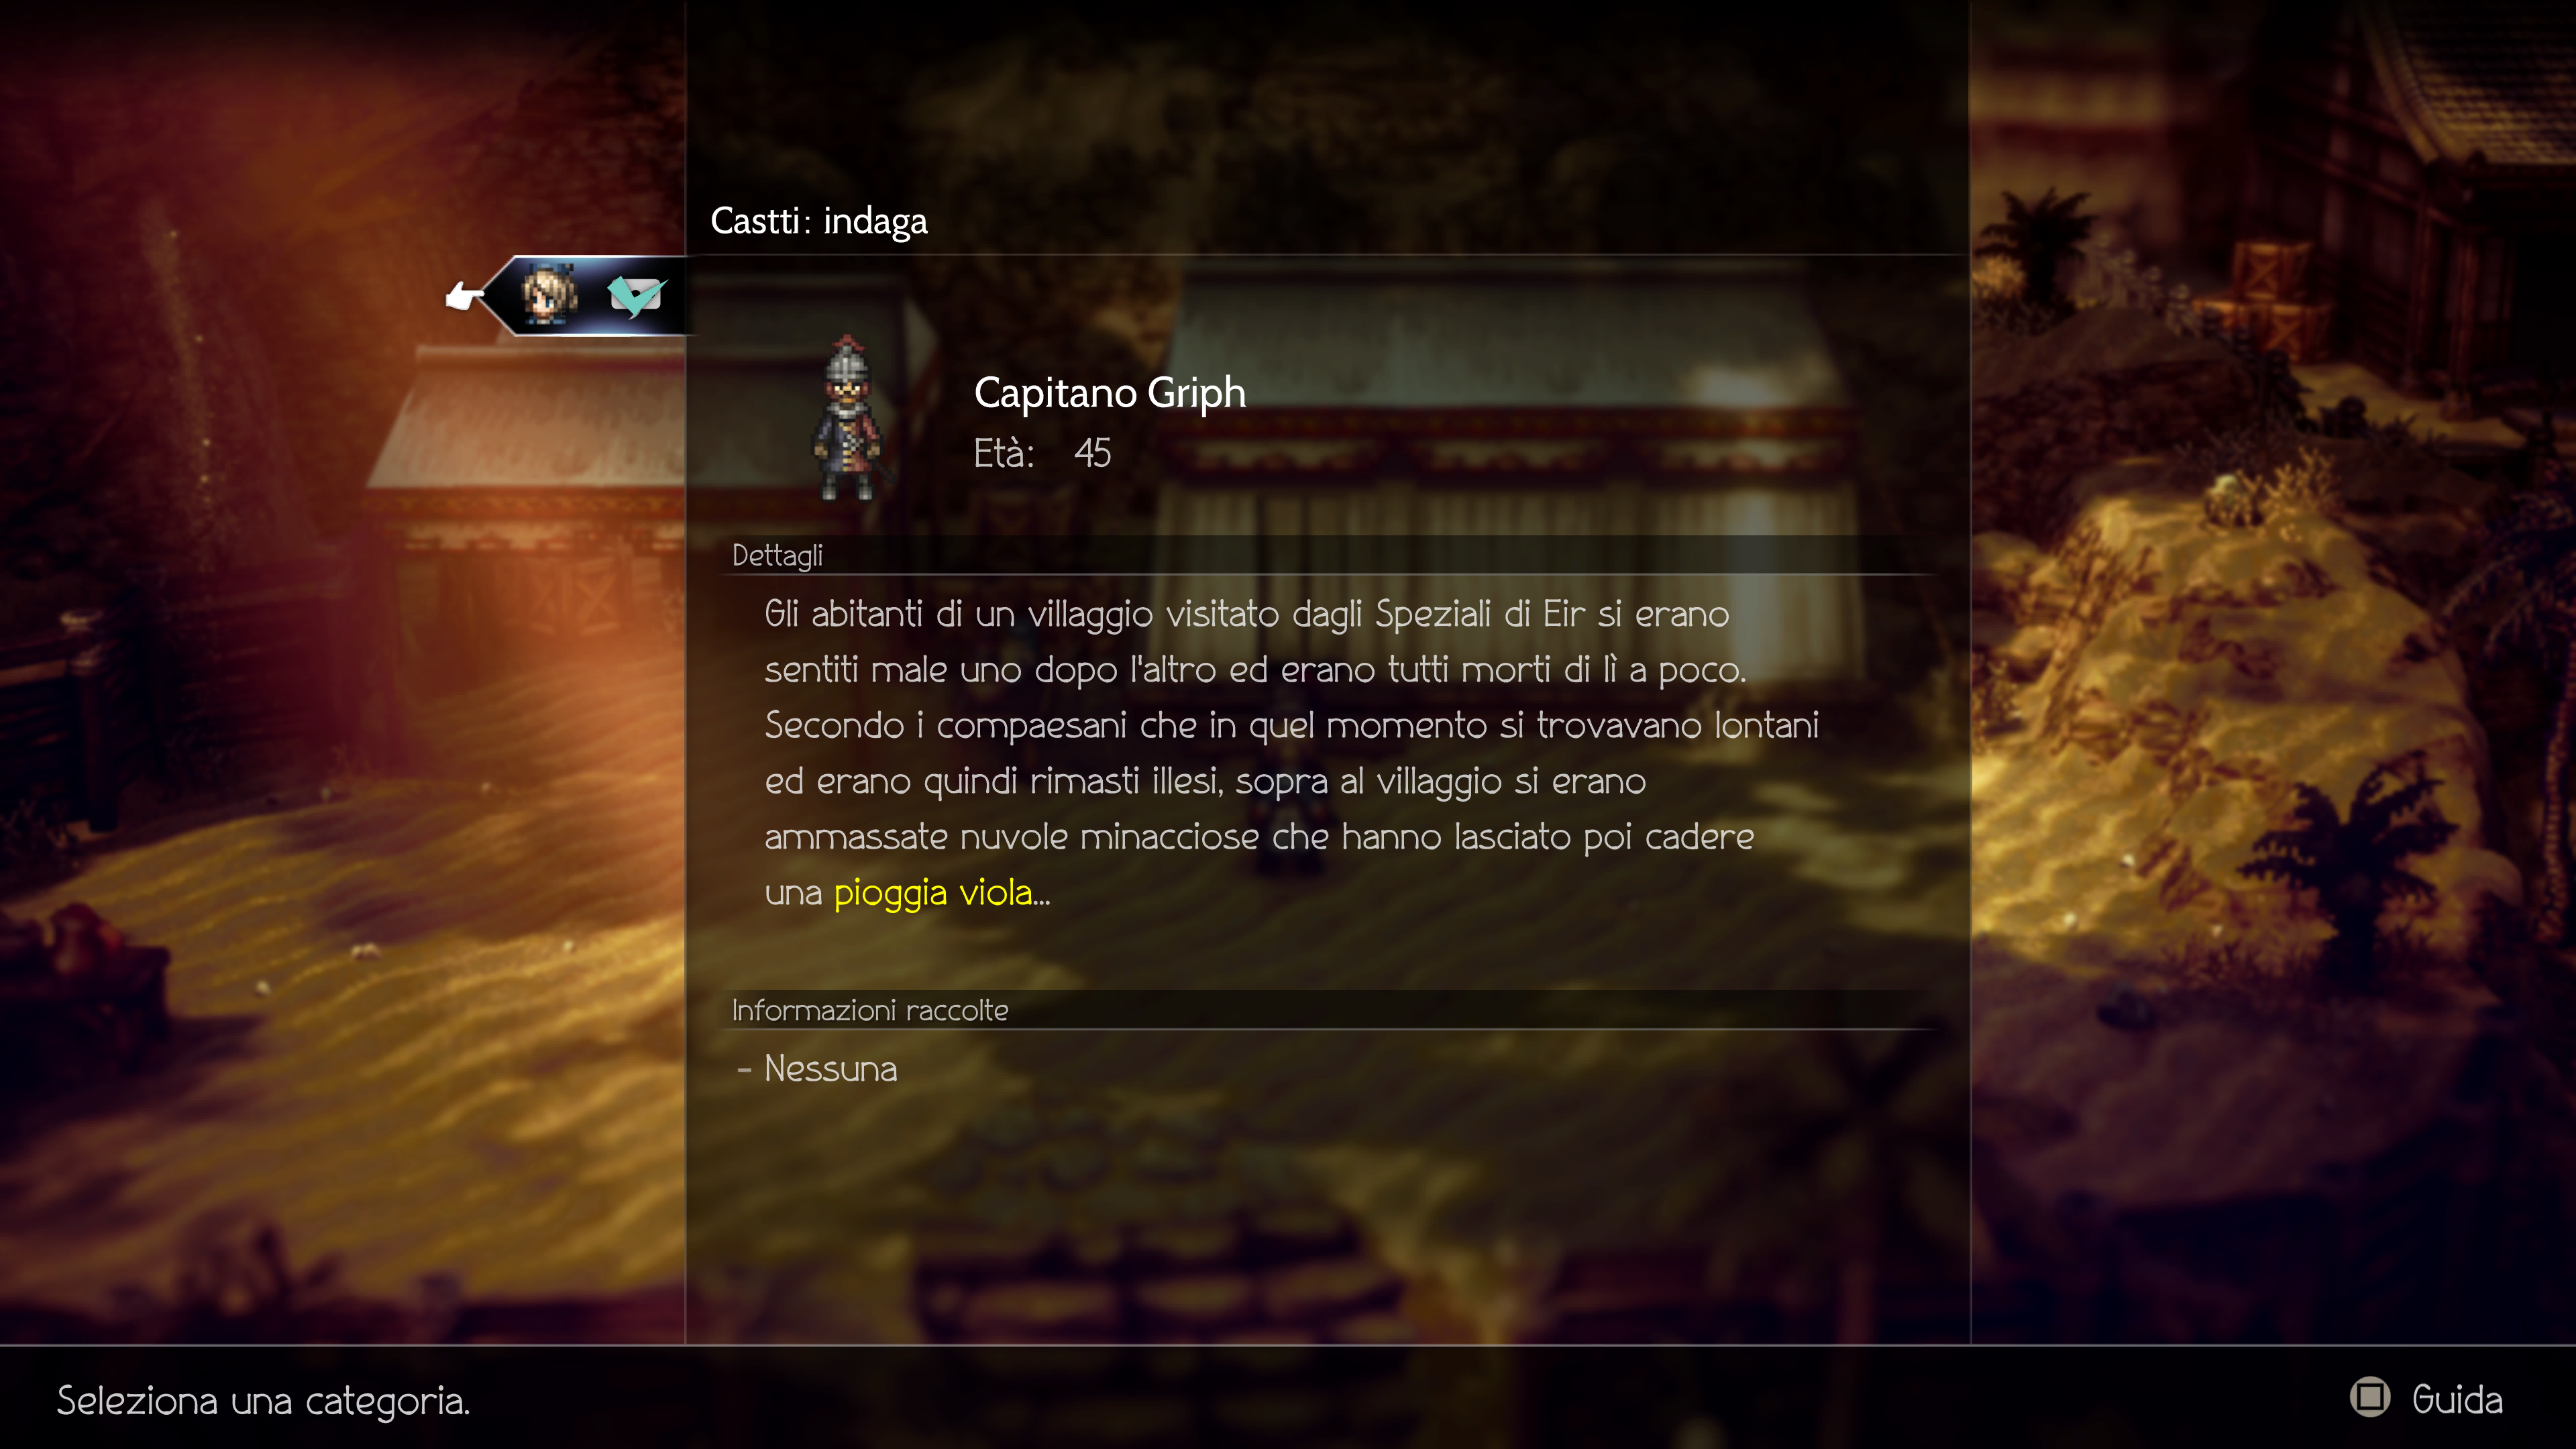 Castti: indaga
Capitano Griph
Età: 45
Dettagli
Gli abitanti di un villaggio visitato dagli Speziali di Eir si erano
sentiti male uno dopo l'altro ed erano tutti morti di lì a poco.
Secondo i compaesani che in quel momento si trovavano lontani
ed erano quindi rimasti illesi, sopra al villaggio si erano
ammassate nuvole minacciose che hanno lasciato poi cadere
una pioggia viola...
Informazioni raccolte
- Nessuna
Seleziona una categoria.
Guida